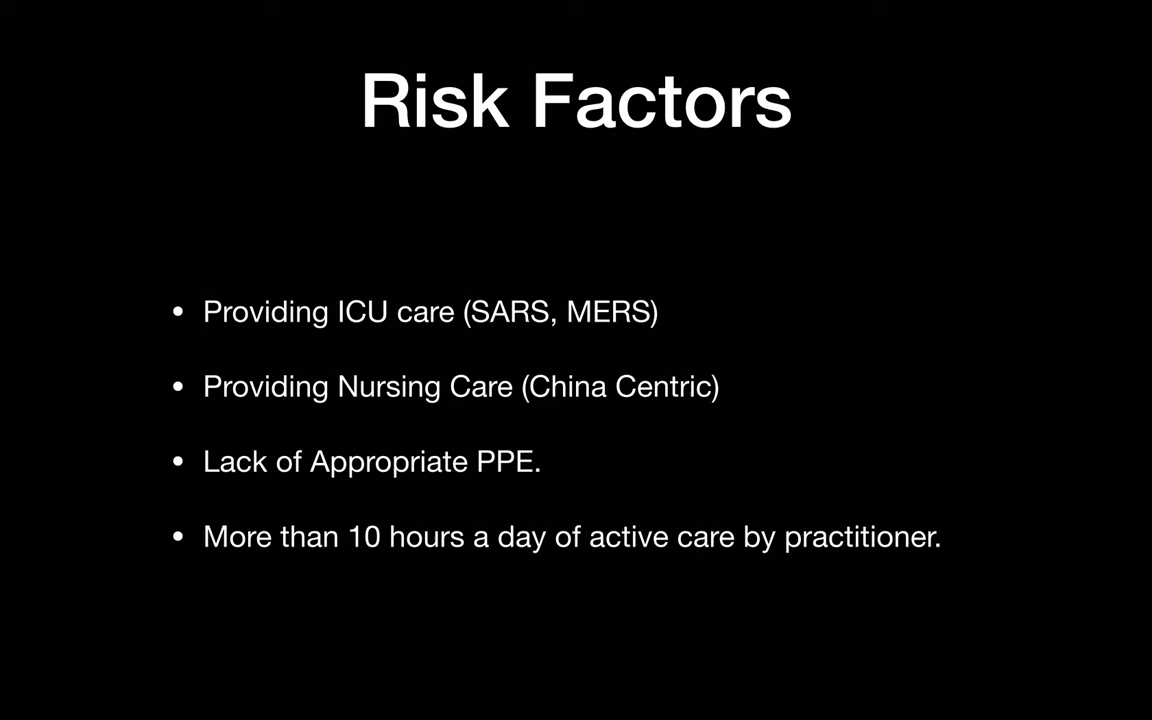 Risk Factors
• Providing ICU care (SARS, MERS)
• Providing Nursing Care (China Centric)
• Lack of Appropriate PPE.
• More than 10 hours a day of active care by practitioner.